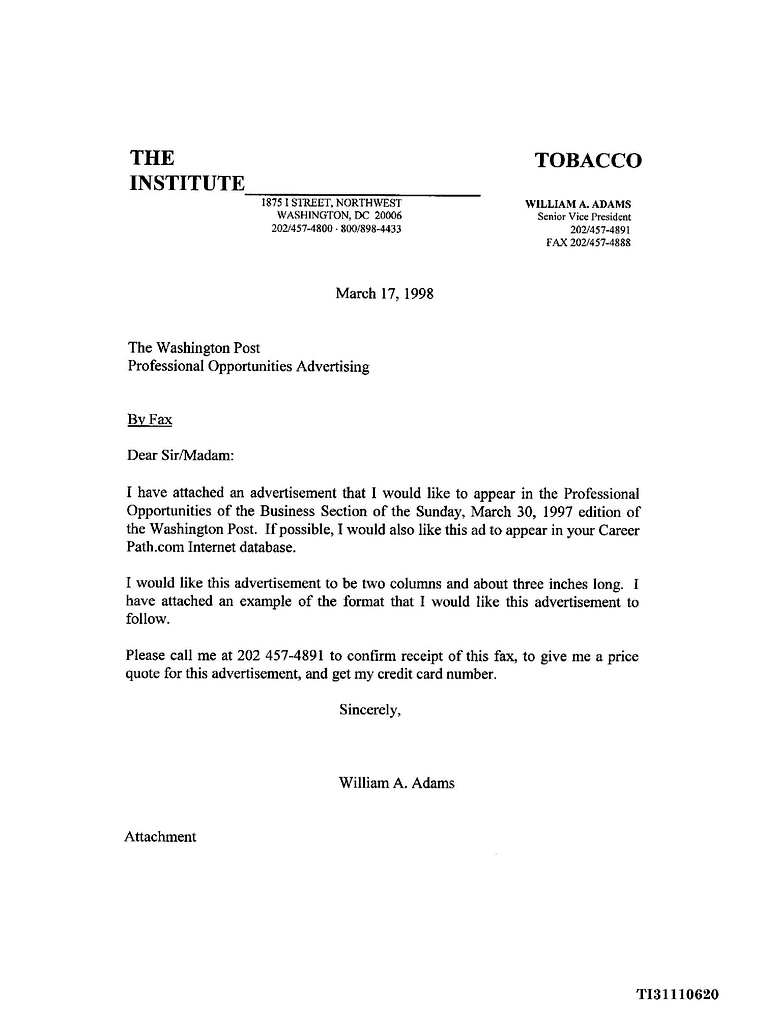 THE TOBACCO
INSTITUTE
1875 I STREET, NORTHWEST
WASHINGTON, DC 20006
202/457-4800 · 800/898-4433
WILLIAM A. ADAMS
Senior Vice President
202/457-4891
FAX 202/457-4888
March 17, 1998
The Washington Post
Professional Opportunities Advertising
By Fax
Dear Sir/Madam:
I have attached an advertisement that I would like to appear in the Professional
Opportunities of the Business Section of the Sunday, March 30, 1997 edition of
the Washington Post. If possible, I would also like this ad to appear in your Career
Path.com Internet database.
I would like this advertisement to be two columns and about three inches long. I
have attached an example of the format that I would like this advertisement to
follow.
Please call me at 202 457-4891 to confirm receipt of this fax, to give me a price
quote for this advertisement, and get my credit card number.
Sincerely,
William A. Adams
Attachment
TI31110620